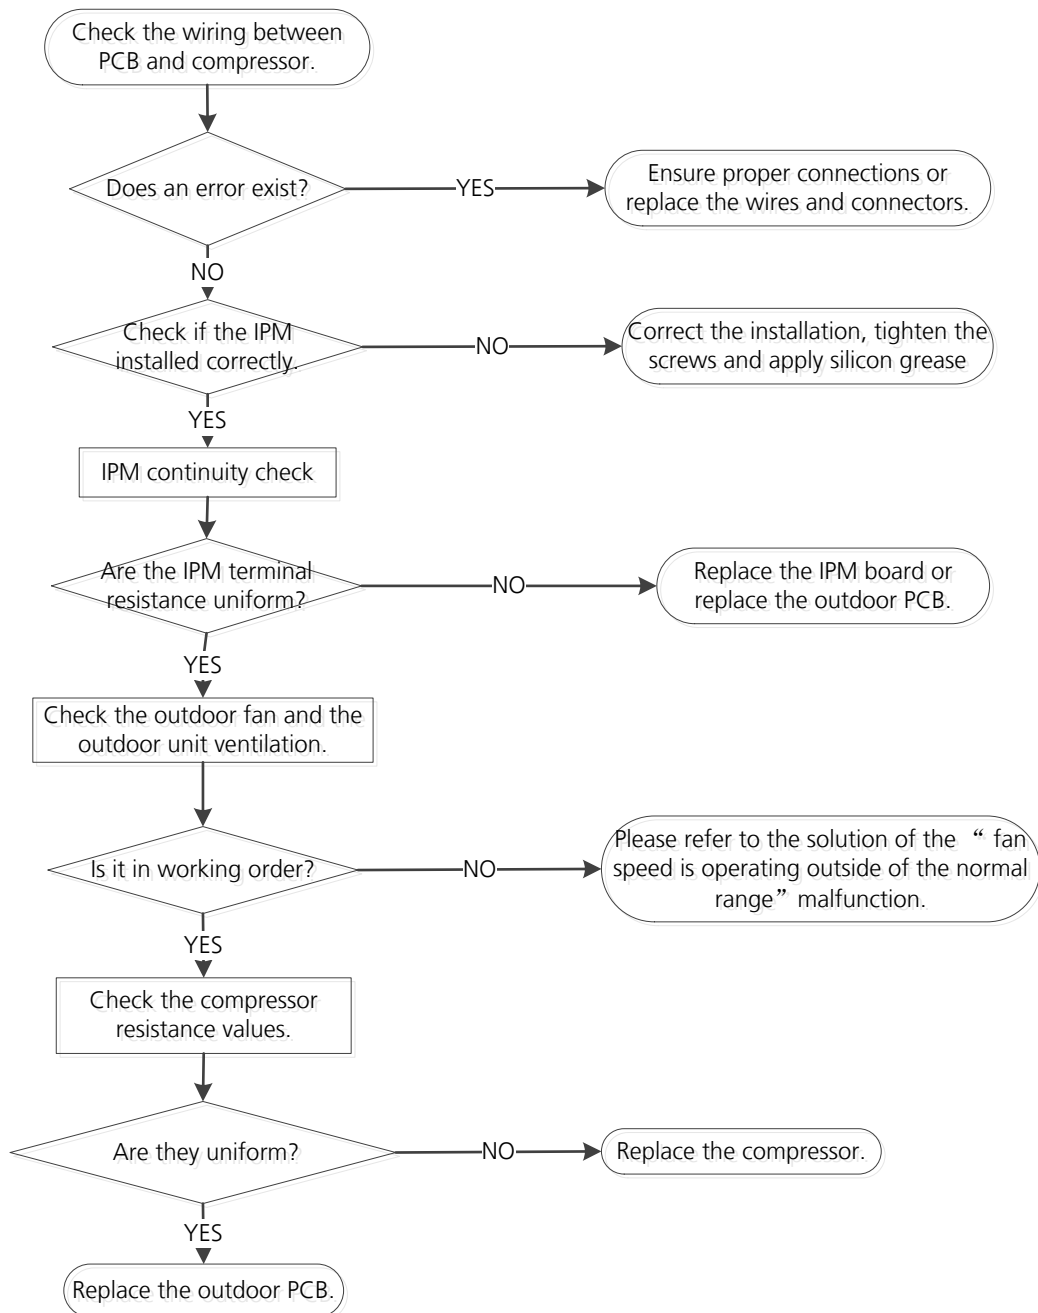 Check the wiring between
PCB and compressor.
Does an error exist?
YES
Ensure proper connections or
replace the wires and connectors.
NO
Check if the IPM
installed correctly.
NO
Correct the installation, tighten the
screws and apply silicon grease
YES
IPM continuity check
Are the IPM terminal
resistance uniform?
NO
Replace the IPM board or
replace the outdoor PCB.
YES
Check the outdoor fan and the
outdoor unit ventilation.
Is it in working order?
NO
Please refer to the solution of the “ fan
speed is operating outside of the normal
range” malfunction.
YES
Check the compressor
resistance values.
Are they uniform?
NO
Replace the compressor.
YES
Replace the outdoor PCB.